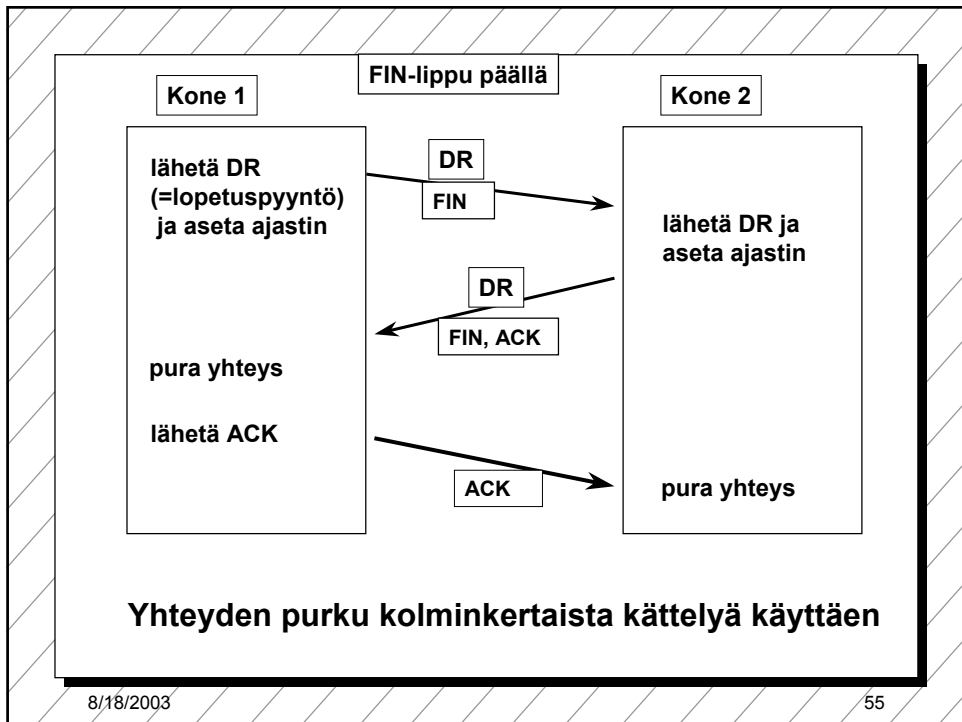 FIN-lippu päällä
Kone 1
Kone 2
lähetä DR
(=lopetuspyyntö)
ja aseta ajastin
DR
FIN
lähetä DR ja
aseta ajastin
DR
FIN, ACK
pura yhteys
lähetä ACK
ACK
pura yhteys
Yhteyden purku kolminkertaista kättelyä käyttäen
8/18/2003
55